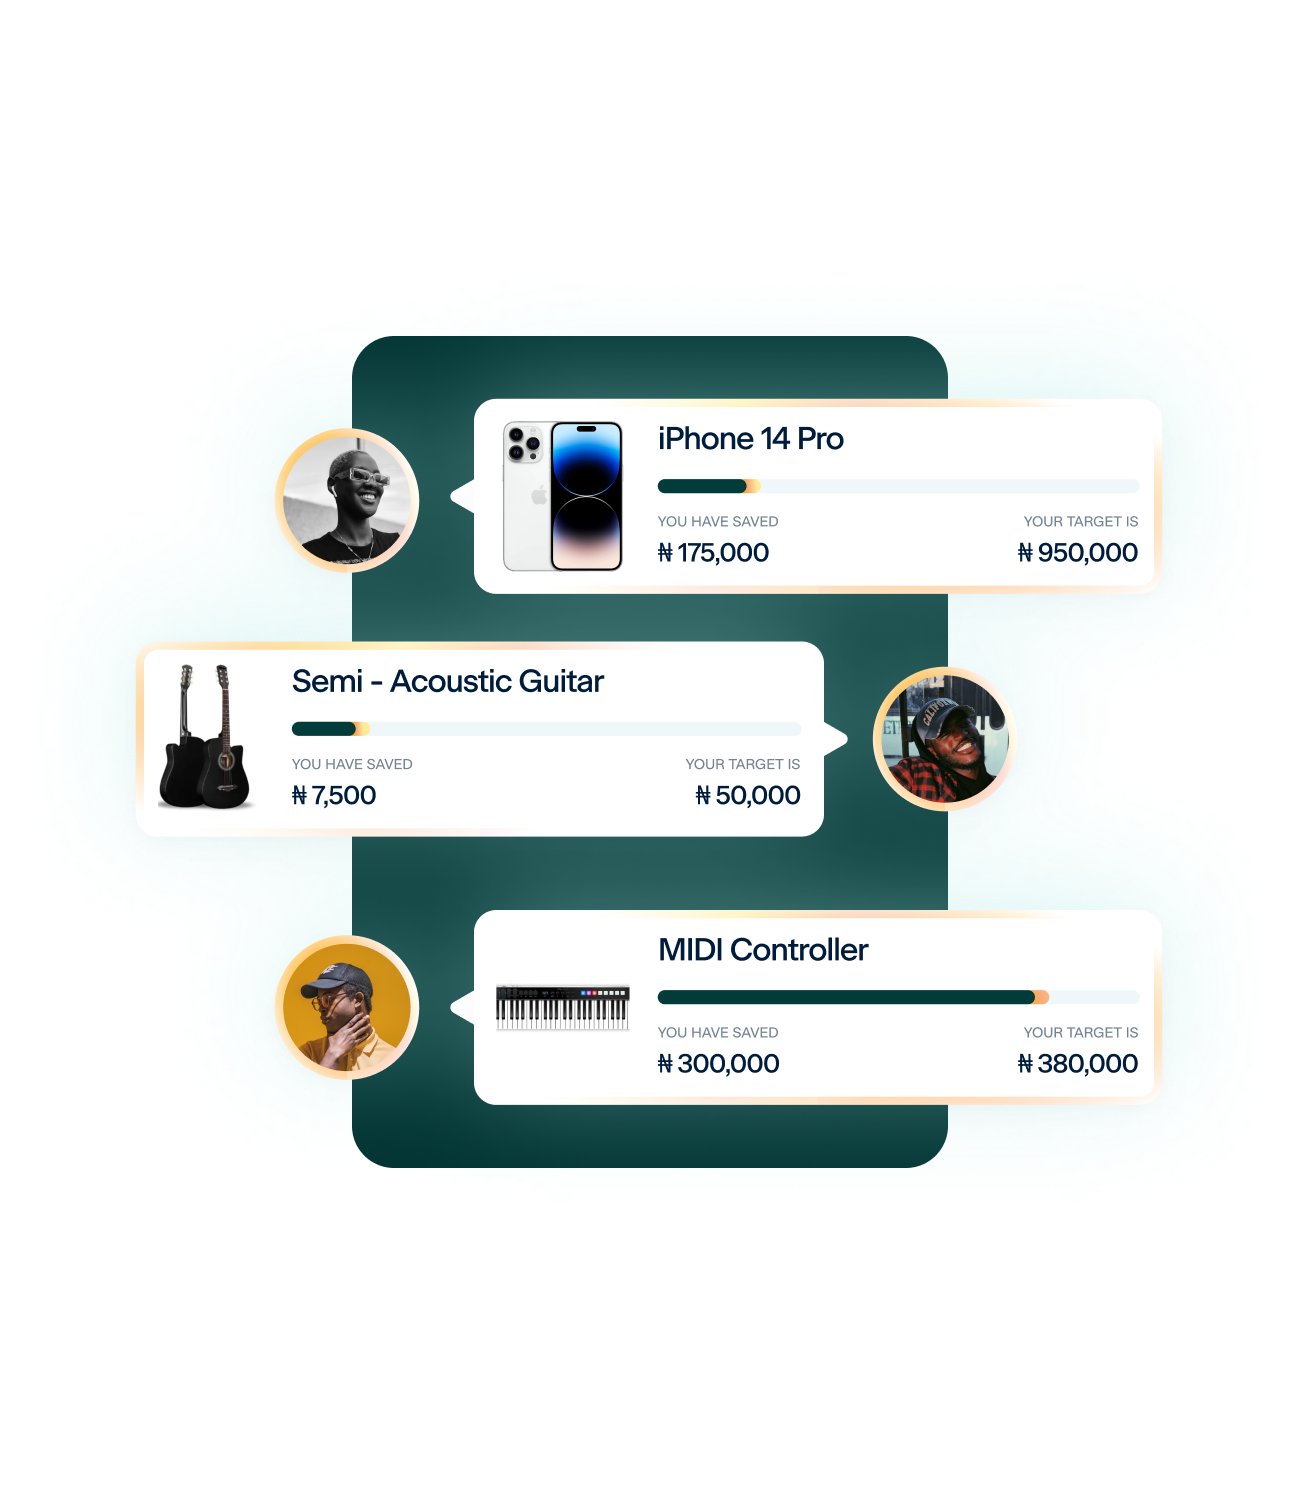 iPhone 14 Pro
YOU HAVE SAVED YOUR TARGET IS
₦ 175,000 ₦ 950,000
Semi - Acoustic Guitar
YOU HAVE SAVED YOUR TARGET IS
₦ 7,500 ₦ 50,000
MIDI Controller
YOU HAVE SAVED YOUR TARGET IS
₦ 300,000 ₦ 380,000